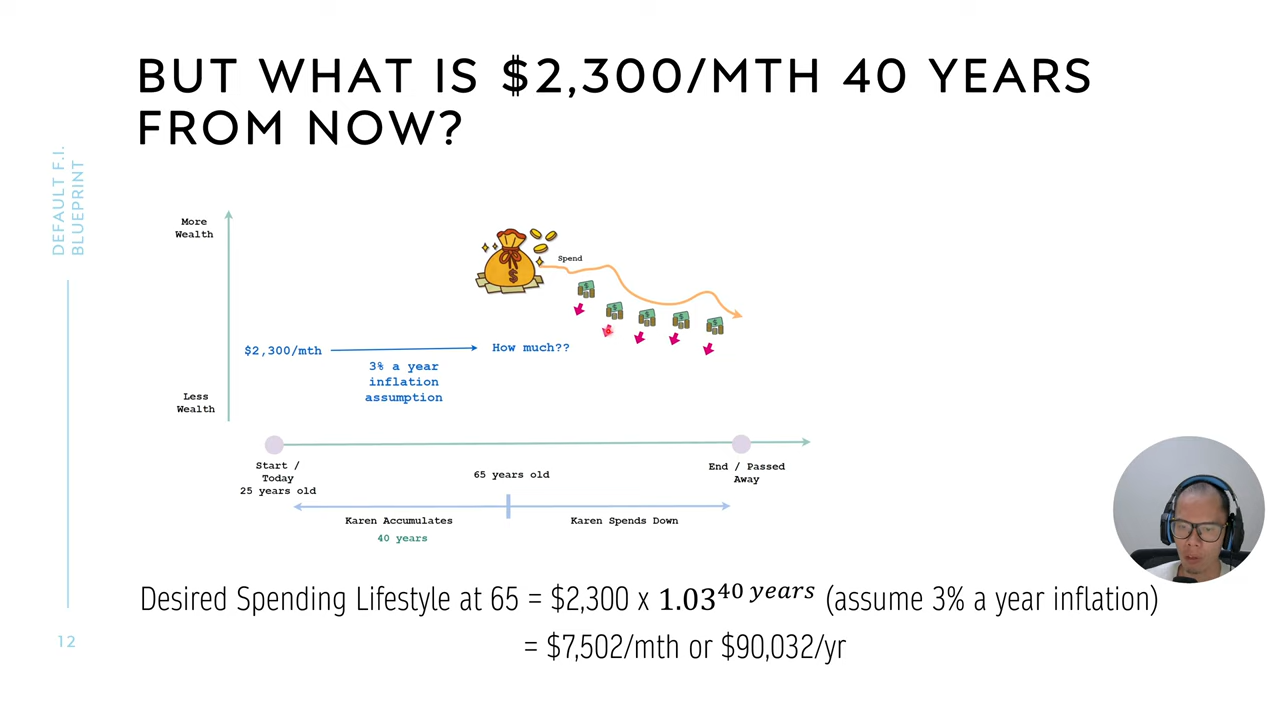 BUT WHAT IS $2,300/MTH 40 YEARS
FROM NOW?
DEFAULT F.I.
BLUEPRINT
More
Wealth
Spend
$2,300/mth
How much??
3% a year
inflation
assumption
Less
Wealth
Start /
Today
25 years old
65 years old
End / Passed
Away
Karen Accumulates
Karen Spends Down
40 years
Desired Spending Lifestyle at 65 = $2,300 x 1.03^40 years (assume 3% a year inflation)
= $7,502/mth or $90,032/yr
12